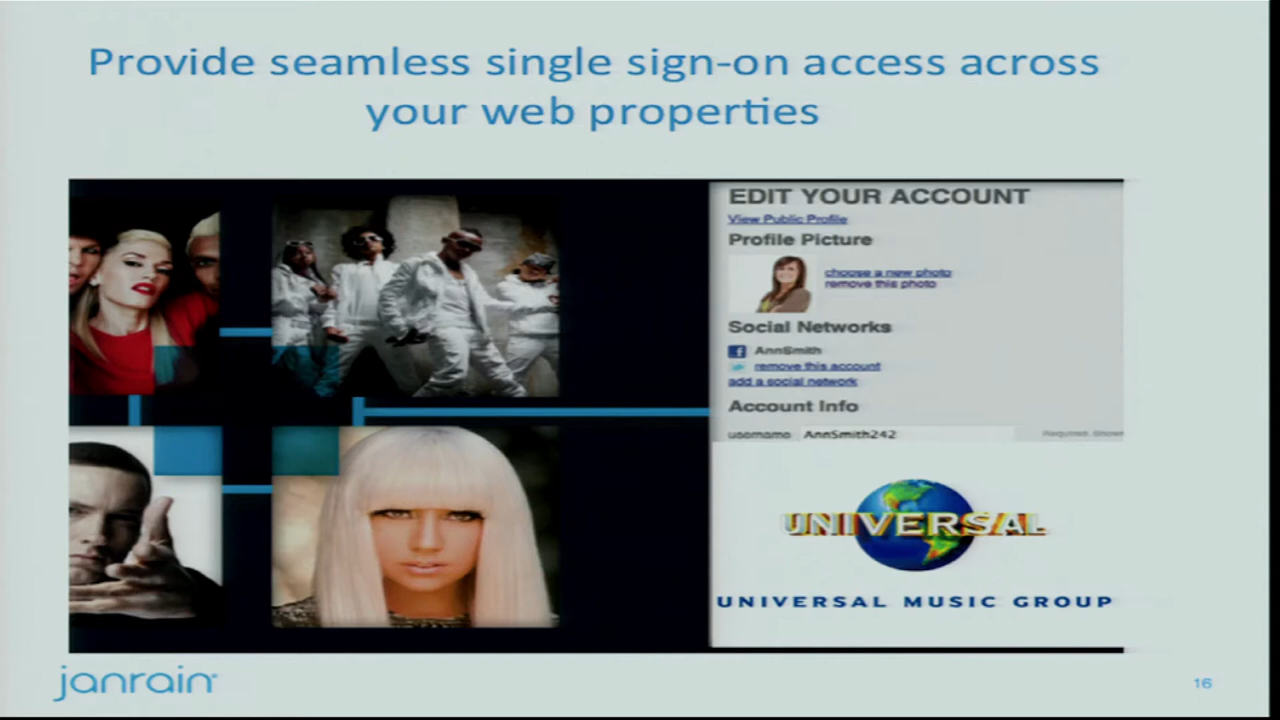 Provide seamless single sign-on access across
your web properties
EDIT YOUR ACCOUNT
View Public Profile
Profile Picture
choose a new photo
remove this photo
Social Networks
AnnSmith
remove this account
add a social network
Account Info
username AnnSmith242
Required. Shown
UNIVERSAL
UNIVERSAL MUSIC GROUP
janrain
16